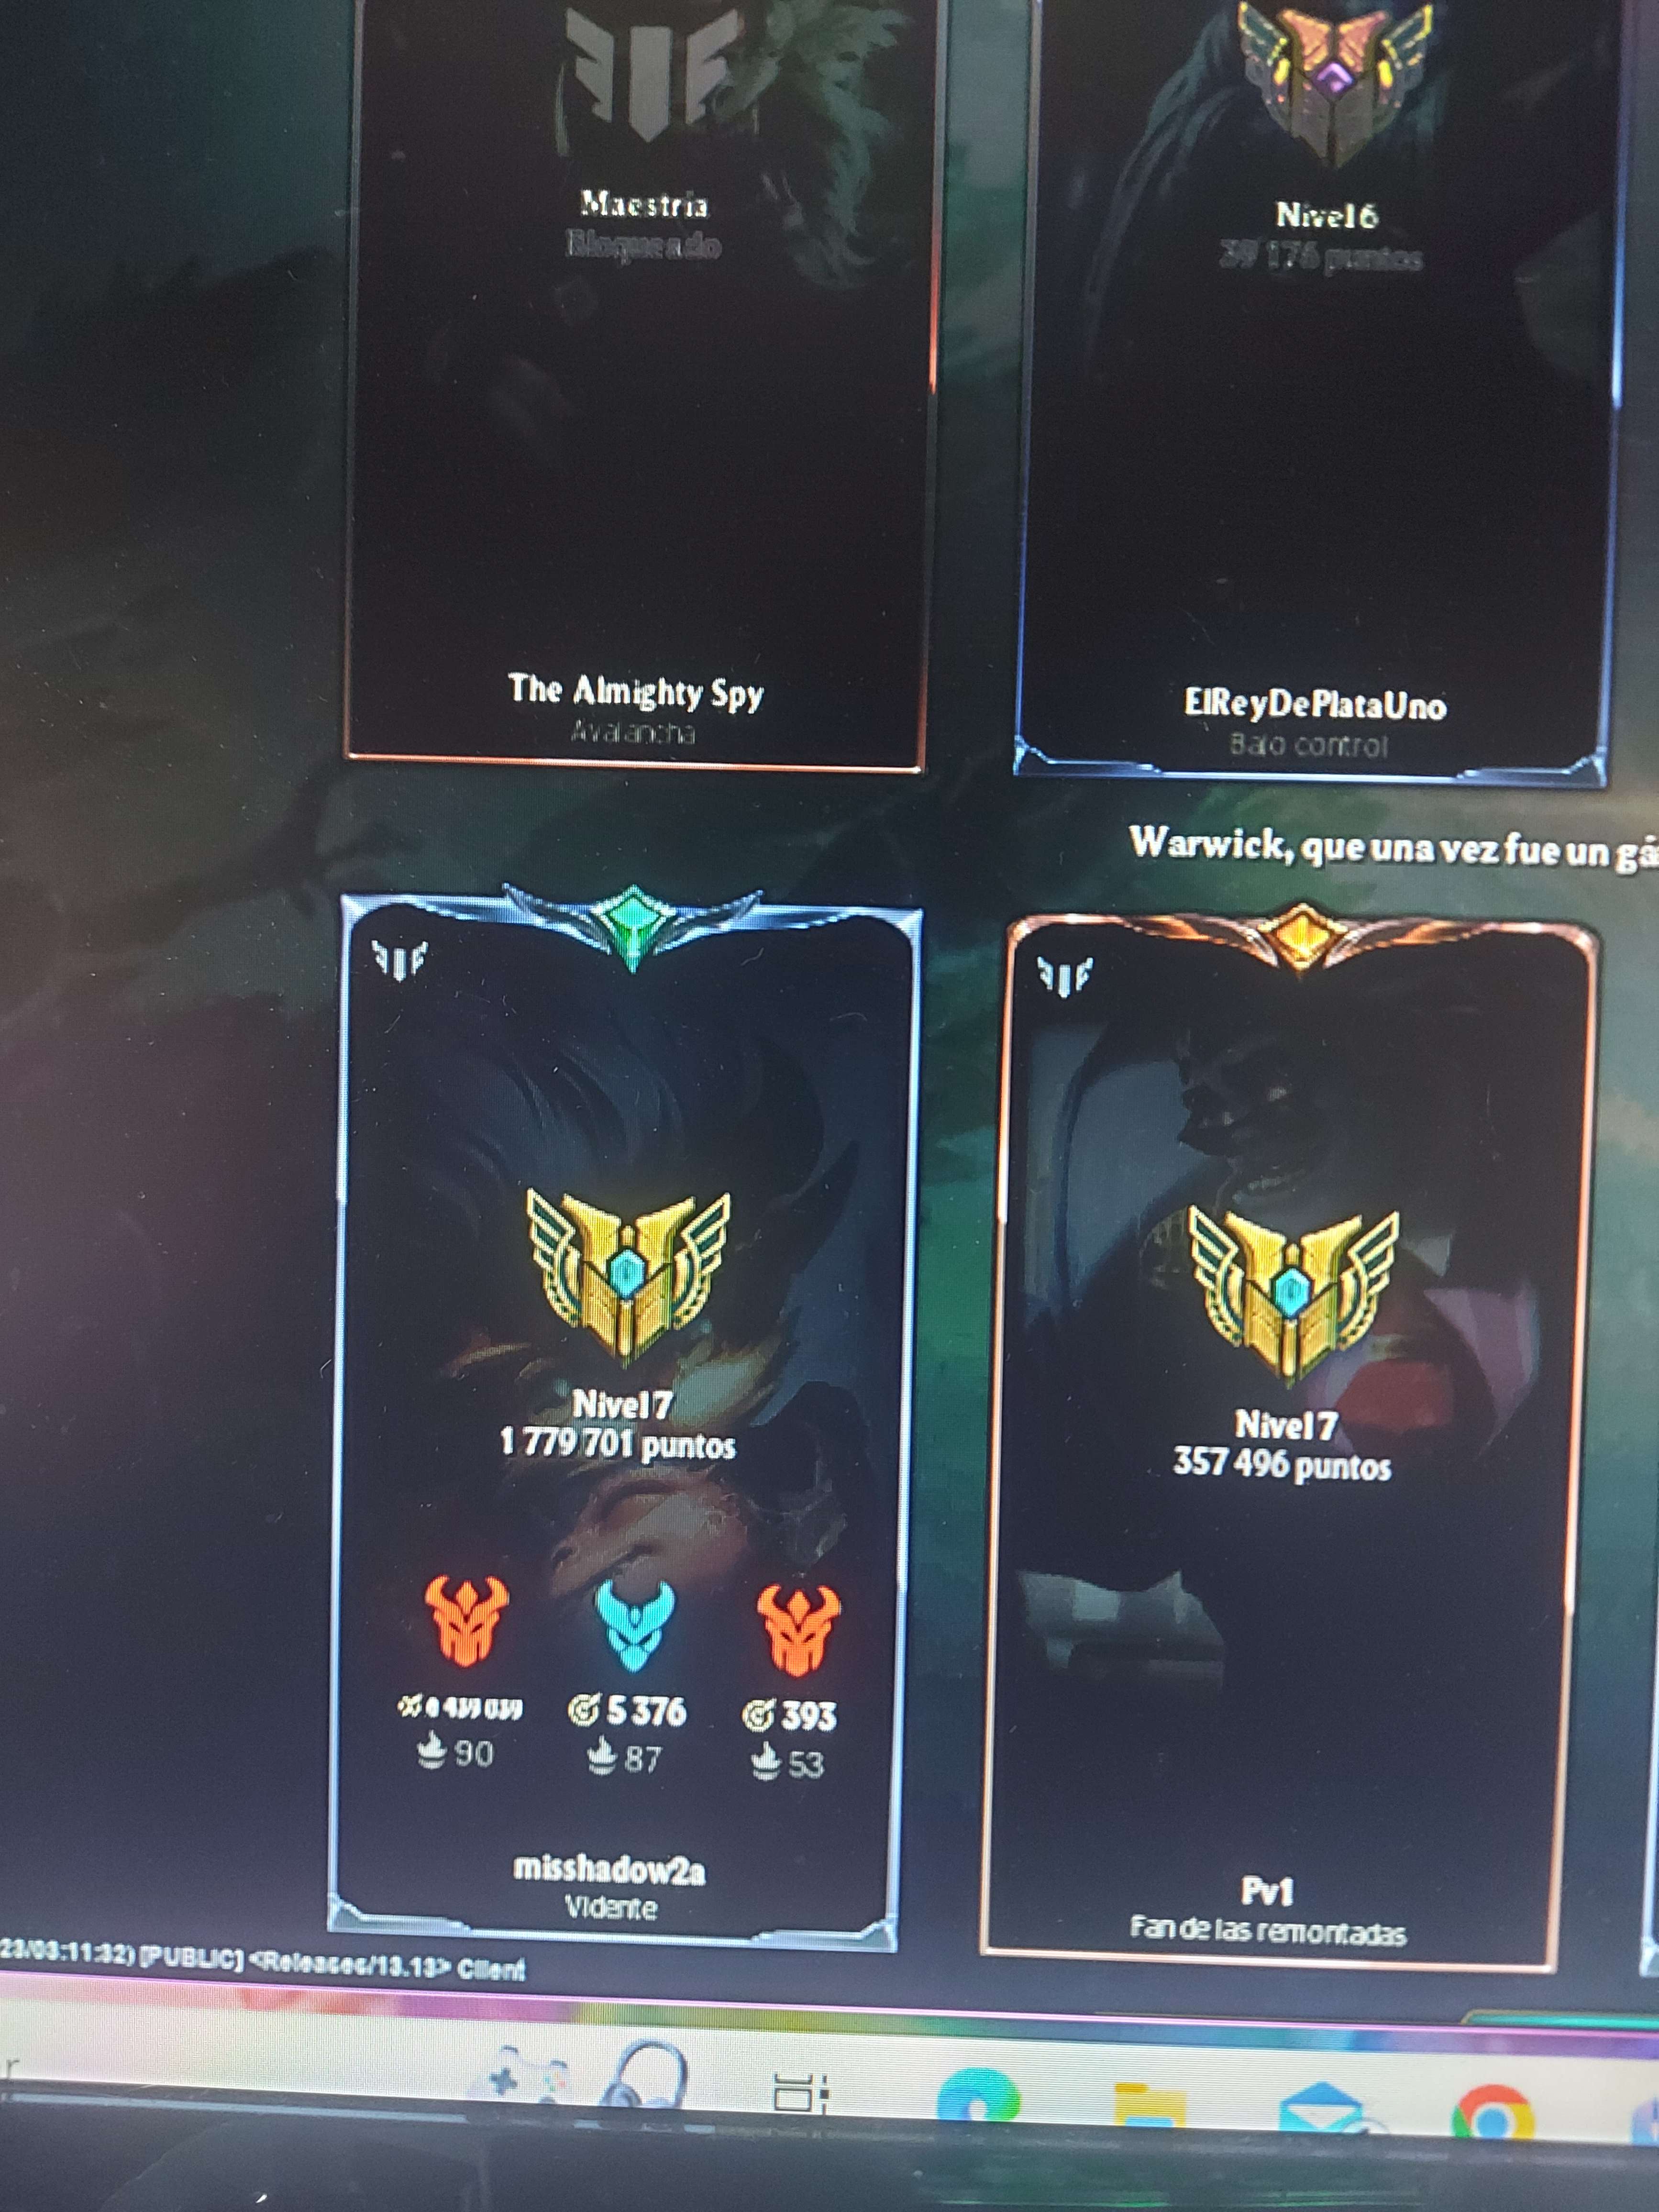 Maestría
Bloqueado
Nivel 6
39 176 puntos
The Almighty Spy
Avalancha
ElReyDePlataUno
Bajo control
Warwick, que una vez fue un gá
Nivel 7
1 779 701 puntos
5 376
393
90
87
53
misshadow2a
Vidente
Nivel 7
357 496 puntos
Pv1
Fan de las remontadas
23/03:11:32) [PUBLIC] <Releases/13.13> Client
r